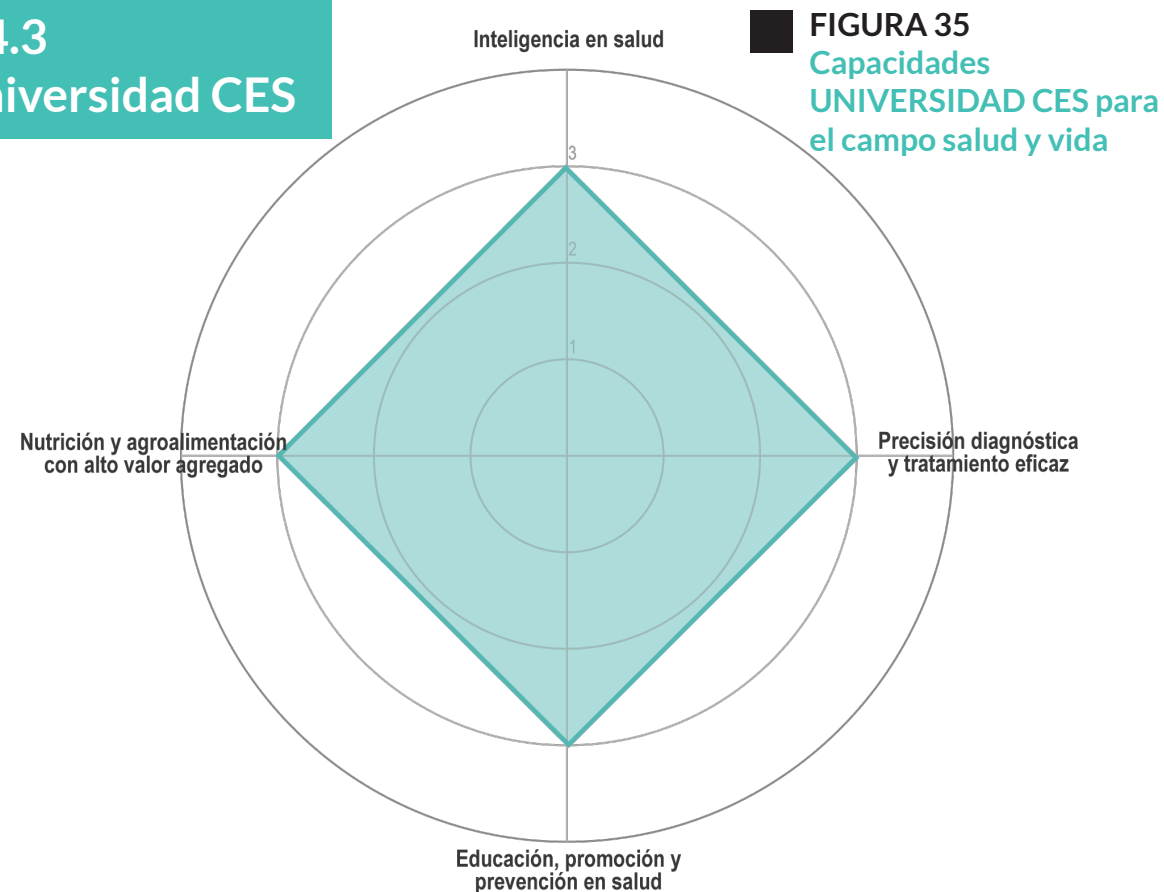 4.3
Universidad CES
FIGURA 35
Capacidades
UNIVERSIDAD CES para
el campo salud y vida
Inteligencia en salud
3
2
1
Nutrición y agroalimentación
con alto valor agregado
Precisión diagnóstica
y tratamiento eficaz
Educación, promoción y
prevención en salud